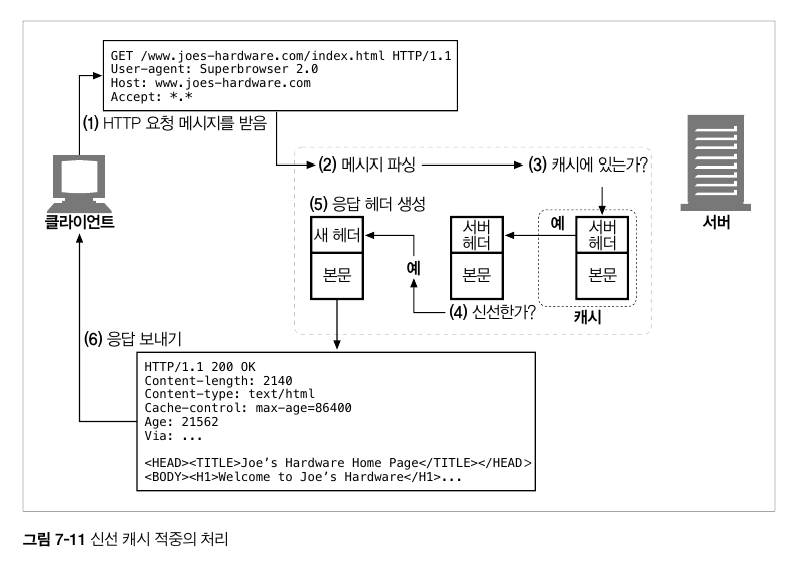 GET /www.joes-hardware.com/index.html HTTP/1.1
User-agent: Superbrowser 2.0
Host: www.joes-hardware.com
Accept: *.*
(1) HTTP 요청 메시지를 받음
(2) 메시지 파싱
(3) 캐시에 있는가?
클라이언트
서버
(5) 응답 헤더 생성
새 헤더
본문
예
서버
헤더
본문
예
서버
헤더
본문
(4) 신선한가?
캐시
(6) 응답 보내기
HTTP/1.1 200 OK
Content-length: 2140
Content-type: text/html
Cache-control: max-age=86400
Age: 21562
Via: ...
<HEAD><TITLE>Joe’s Hardware Home Page</TITLE></HEAD>
<BODY><H1>Welcome to Joe’s Hardware</H1>...
그림 7-11 신선 캐시 적중의 처리